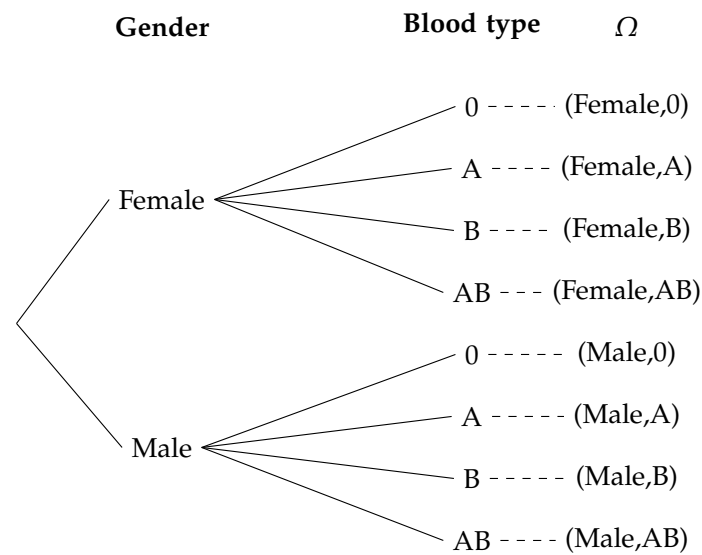 Gender Blood type Ω
0 (Female,0)
A (Female,A)
Female
B (Female,B)
AB (Female,AB)
0 (Male,0)
A (Male,A)
Male
B (Male,B)
AB (Male,AB)